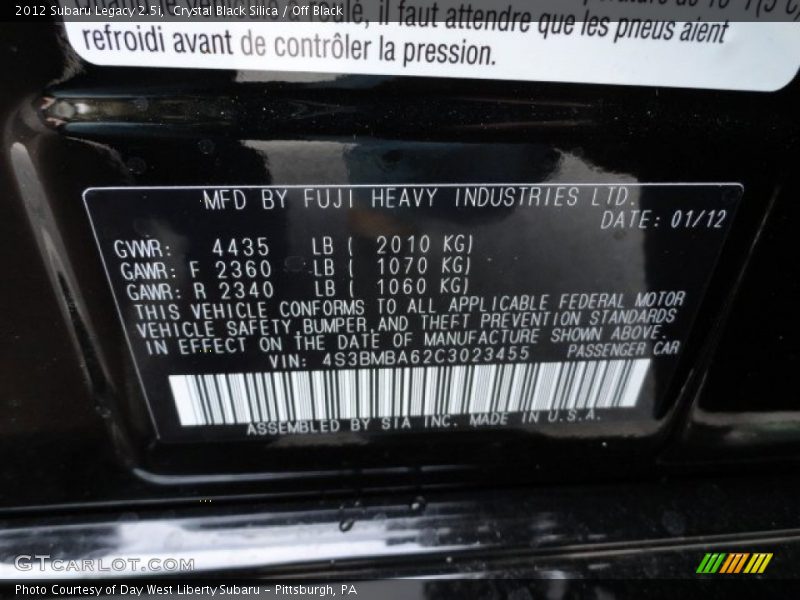 2012 Subaru Legacy 2.5i, Crystal Black Silica / Off Black
il faut attendre que les pneus aient
refroidi avant de contrôler la pression.
MFD BY FUJI HEAVY INDUSTRIES LTD.
DATE: 01/12
GVWR: 4435 LB ( 2010 KG)
GAWR: F 2360 LB ( 1070 KG)
GAWR: R 2340 LB ( 1060 KG)
THIS VEHICLE CONFORMS TO ALL APPLICABLE FEDERAL MOTOR
VEHICLE SAFETY,BUMPER,AND THEFT PREVENTION STANDARDS
IN EFFECT ON THE DATE OF MANUFACTURE SHOWN ABOVE.
VIN: 4S3BMBA62C3023455 PASSENGER CAR
ASSEMBLED BY SIA INC. MADE IN U.S.A.
GTCARLOT.COM
Photo Courtesy of Day West Liberty Subaru - Pittsburgh, PA